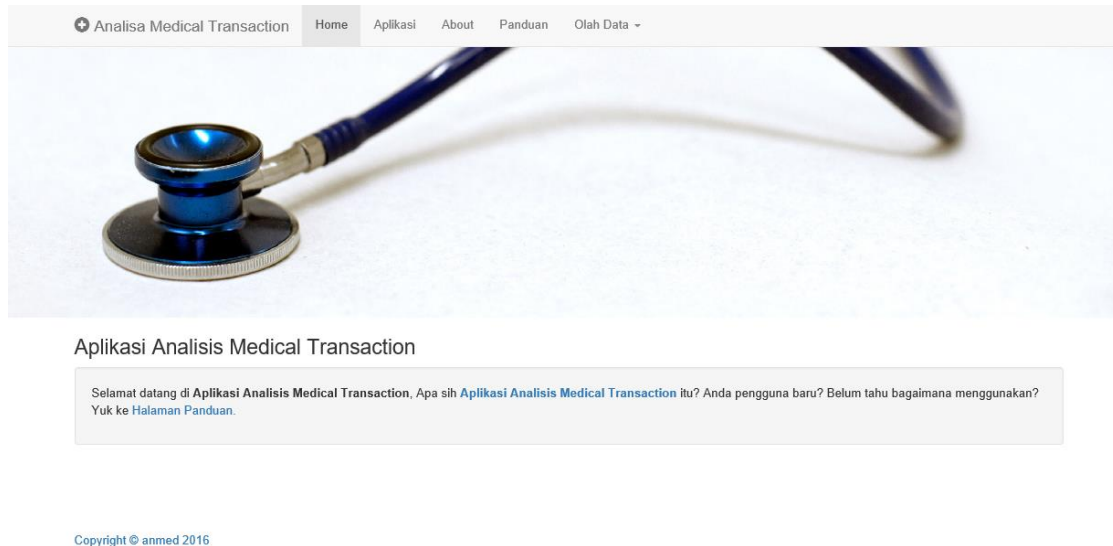 Analisa Medical Transaction Home Aplikasi About Panduan Olah Data
Aplikasi Analisis Medical Transaction
Selamat datang di Aplikasi Analisis Medical Transaction, Apa sih Aplikasi Analisis Medical Transaction itu? Anda pengguna baru? Belum tahu bagaimana menggunakan?
Yuk ke Halaman Panduan.
Copyright © anmed 2016